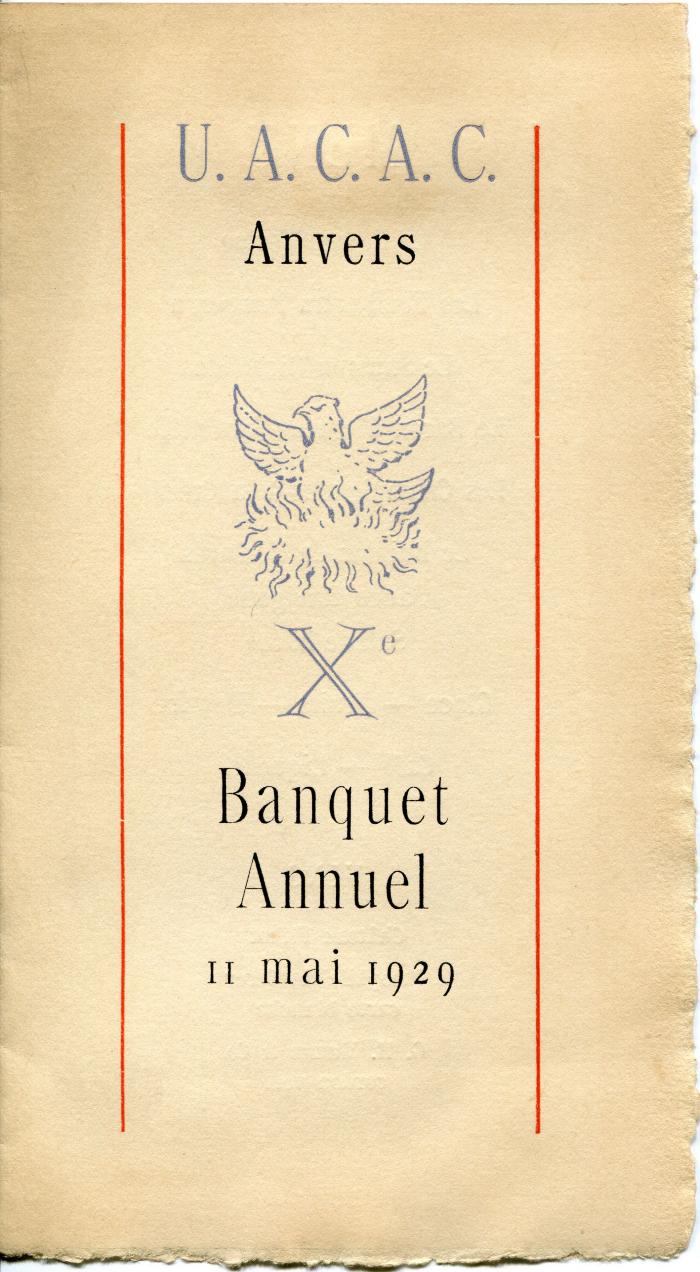 U. A. C. A. C.
Anvers
Xe
Banquet
Annuel
11 mai 1929